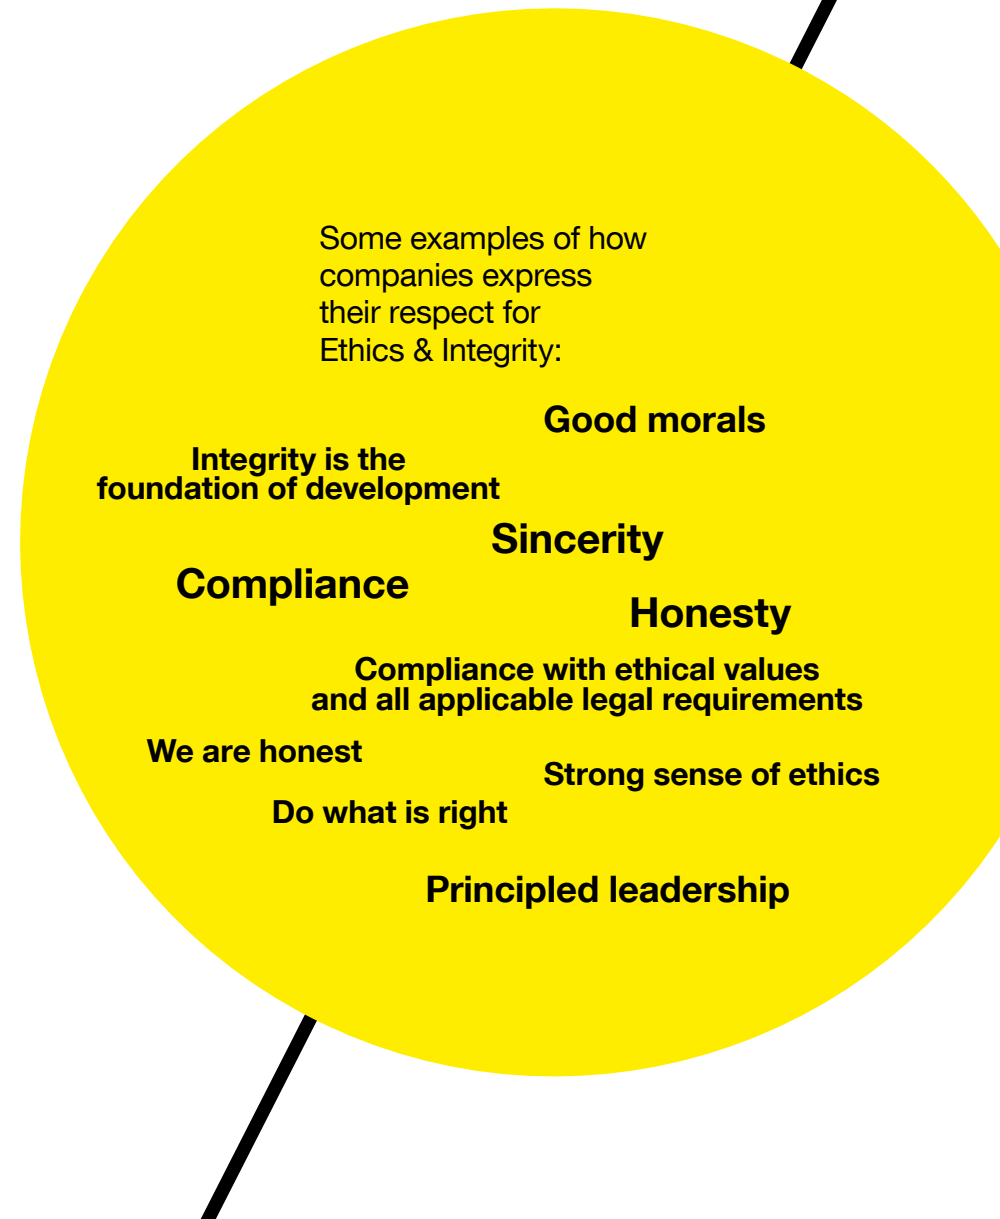 Some examples of how
companies express
their respect for
Ethics & Integrity:
Good morals
Integrity is the
foundation of development
Sincerity
Compliance
Honesty
Compliance with ethical values
and all applicable legal requirements
We are honest
Strong sense of ethics
Do what is right
Principled leadership